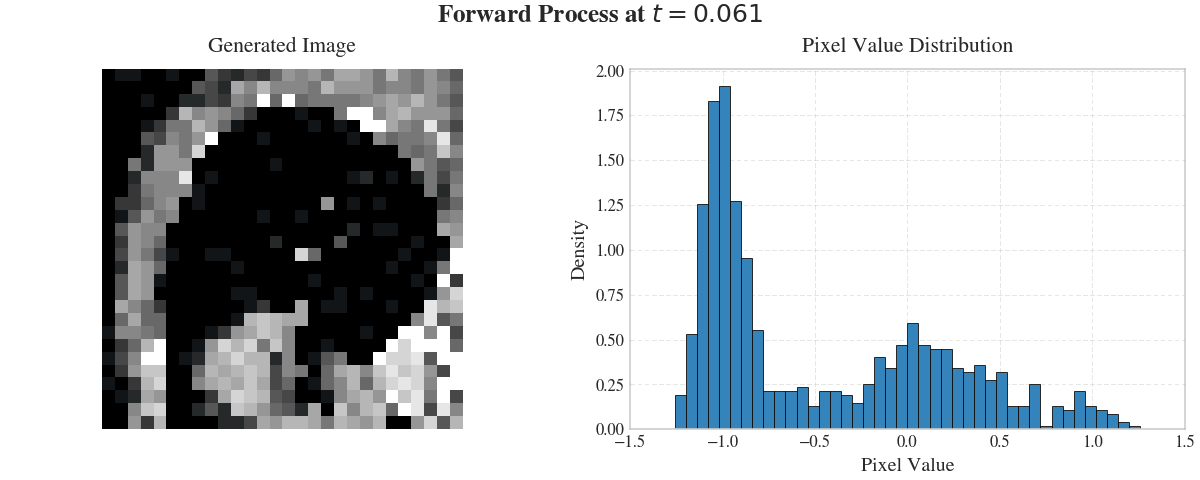 Forward Process at t = 0.061
Generated Image
Pixel Value Distribution
2.00
1.75
1.50
1.25
1.00
0.75
0.50
0.25
0.00
Density
−1.5 −1.0 −0.5 0.0 0.5 1.0 1.5
Pixel Value